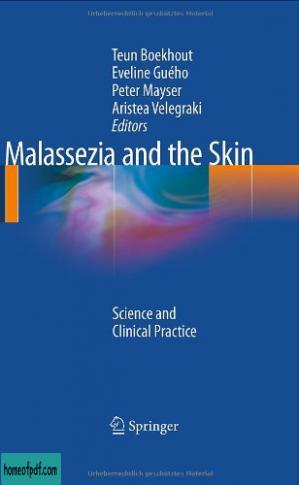 Urheberrechtlich geschütztes Material
Teun Boekhout
Eveline Guého
Peter Mayser
Aristea Velegraki
Editors
Malassezia and the Skin
Science and
Clinical Practice
Springer
homeofpdf.com
Urheberrechtlich geschütztes Material